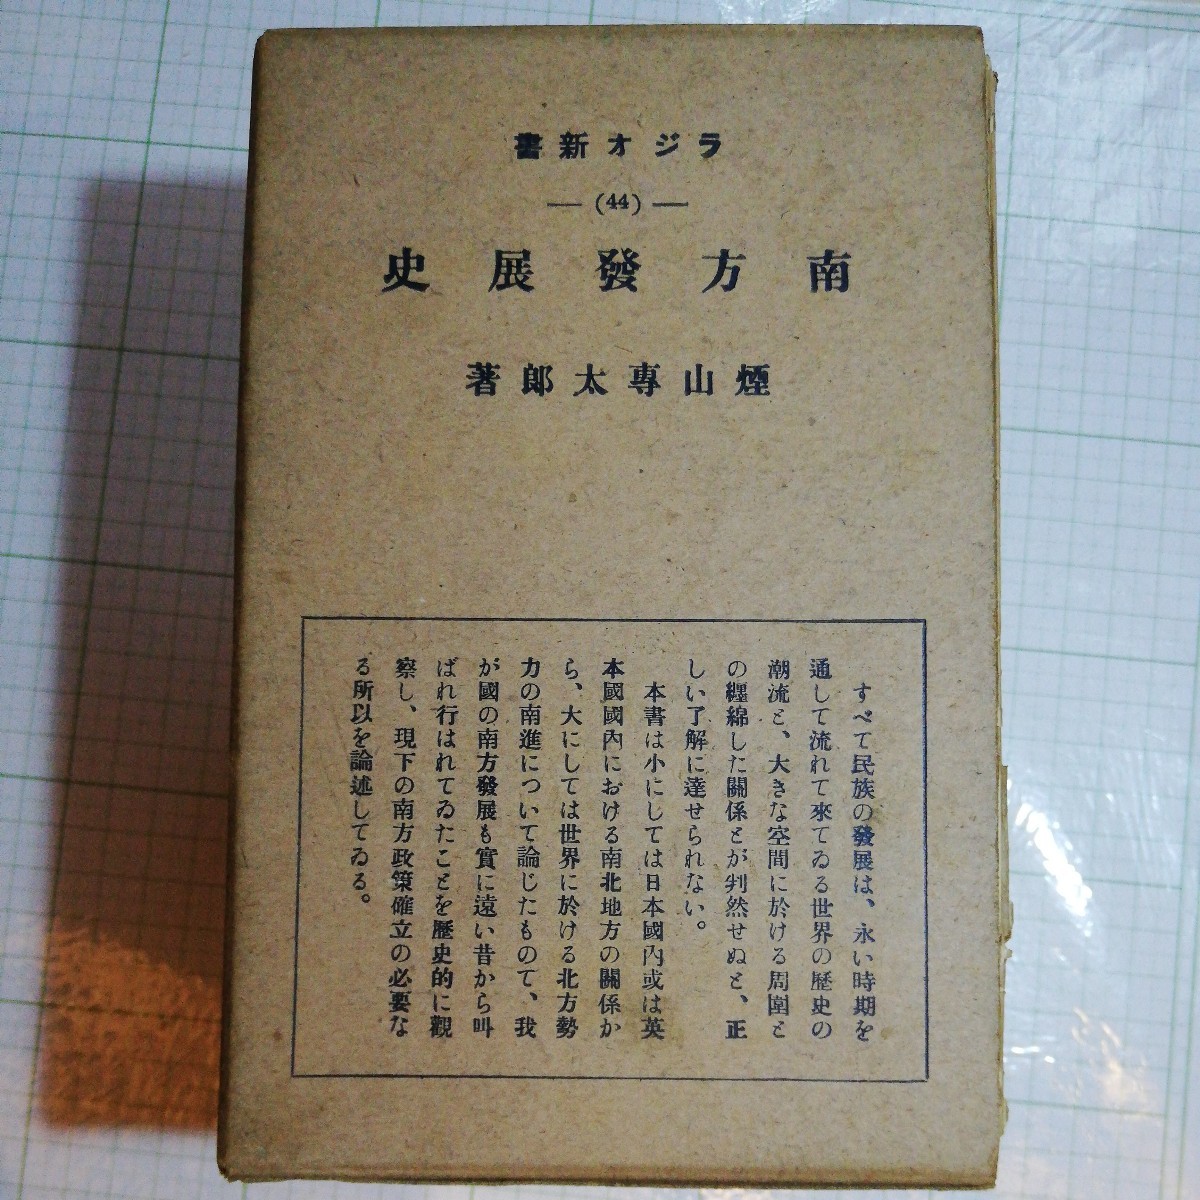 ラジオ新書
— (44) —
南方發展史
煙山專太郎著
すべて民族の發展は、永い時期を
通して流れて來てゐる世界の歷史の
潮流と、大きな空間に於ける周圍と
の纒綿した關係とが判然せぬと、正
しい了解に達せられない。
本書は小にしては日本國內或は英
本國國內における南北地方の關係か
ら、大にしては世界に於ける北方勢
力の南進について論じたもので、我
が國の南方發展も實に遠い昔から叫
ばれ行はれてゐたことを歷史的に觀
察し、現下の南方政策確立の必要な
る所以を論述してゐる。